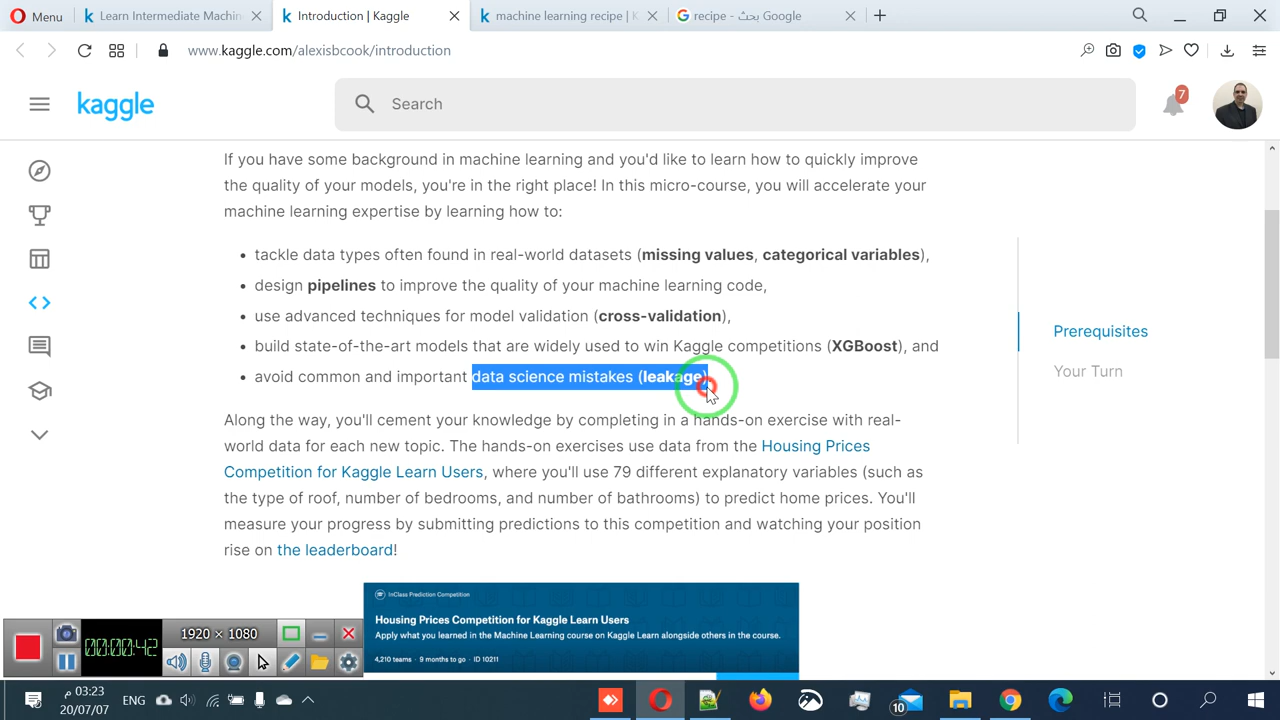 Learn Intermediate Machin
Introduction | Kaggle
machine learning recipe | K
recipe - بحث Google
www.kaggle.com/alexisbcook/introduction
kaggle
Search
7
If you have some background in machine learning and you'd like to learn how to quickly improve
the quality of your models, you're in the right place! In this micro-course, you will accelerate your
machine learning expertise by learning how to:
• tackle data types often found in real-world datasets (missing values, categorical variables),
• design pipelines to improve the quality of your machine learning code,
• use advanced techniques for model validation (cross-validation),
• build state-of-the-art models that are widely used to win Kaggle competitions (XGBoost), and
• avoid common and important data science mistakes (leakage)
Prerequisites
Your Turn
Along the way, you'll cement your knowledge by completing in a hands-on exercise with real-
world data for each new topic. The hands-on exercises use data from the Housing Prices
Competition for Kaggle Learn Users, where you'll use 79 different explanatory variables (such as
the type of roof, number of bedrooms, and number of bathrooms) to predict home prices. You'll
measure your progress by submitting predictions to this competition and watching your position
rise on the leaderboard!
InClass Prediction Competition
Housing Prices Competition for Kaggle Learn Users
Apply what you learned in the Machine Learning course on Kaggle Learn alongside others in the course.
4,210 teams · 9 months to go · ID 10211
00:00:42
1920 × 1080
03:23 م
20/07/07
ENG
10